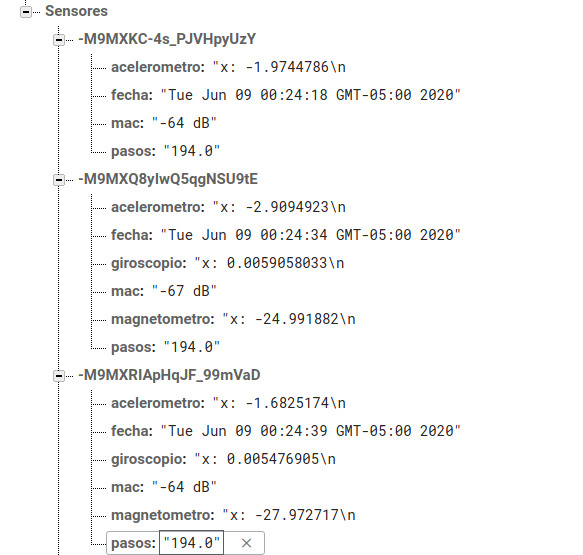 Sensores
-M9MXKC-4s_PJVHpyUzY
acelerometro: "x: -1.9744786\n
fecha: "Tue Jun 09 00:24:18 GMT-05:00 2020"
mac: "-64 dB"
pasos: "194.0"
-M9MXQ8ylwQ5qgNSU9tE
acelerometro: "x: -2.9094923\n
fecha: "Tue Jun 09 00:24:34 GMT-05:00 2020"
giroscopio: "x: 0.0059058033\n
mac: "-67 dB"
magnetometro: "x: -24.991882\n
pasos: "194.0"
-M9MXRIApHqJF_99mVaD
acelerometro: "x: -1.6825174\n
fecha: "Tue Jun 09 00:24:39 GMT-05:00 2020"
giroscopio: "x: 0.005476905\n
mac: "-64 dB"
magnetometro: "x: -27.972717\n
pasos: "194.0" ×